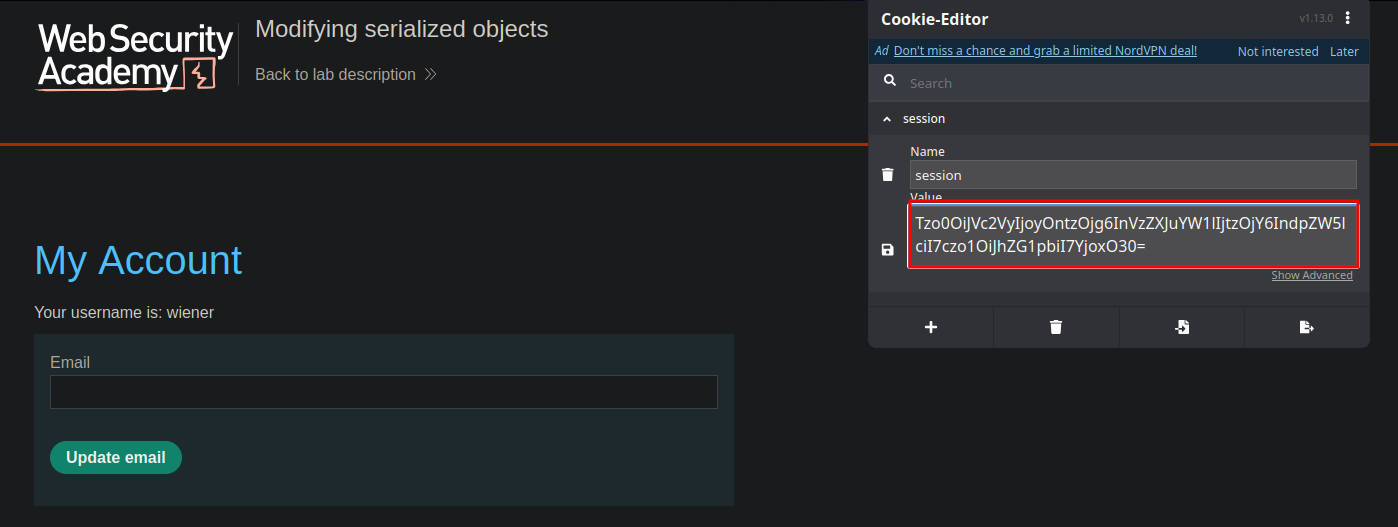 Web Security
Academy
Modifying serialized objects
Back to lab description
My Account
Your username is: wiener
Email
Update email
Cookie-Editor
v1.13.0
Ad Don't miss a chance and grab a limited NordVPN deal! Not interested Later
Search
session
Name
session
Value
Tzo0OiJVc2VyIjoyOntzOjg6InVzZXJuYW1lIjtzOjY6IndpZW5l
ciI7czo1OiJhZG1pbiI7YjoxO30=
Show Advanced